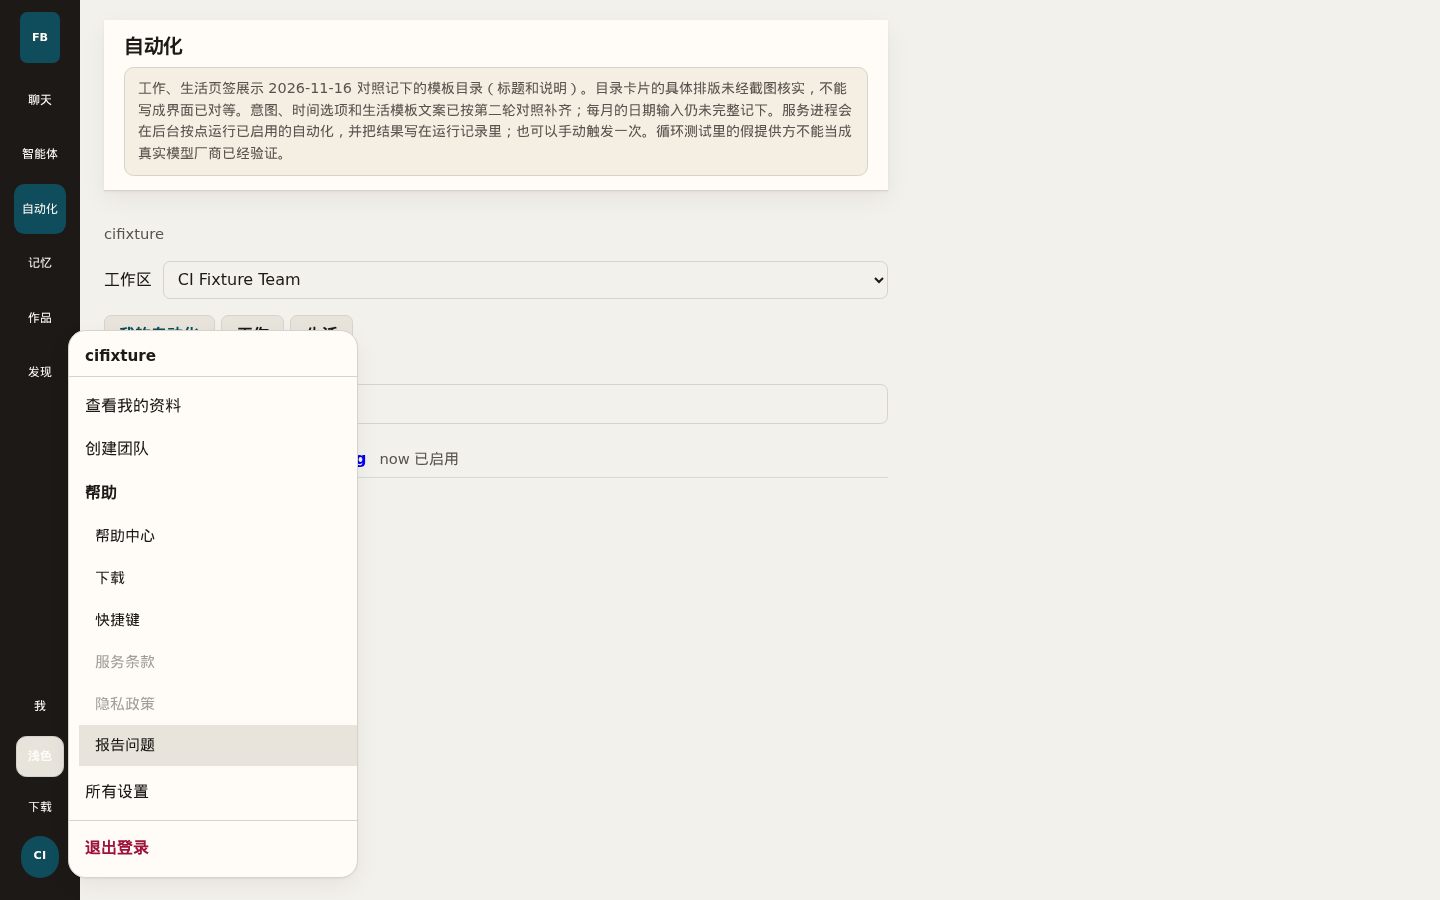 FB
聊天
智能体
自动化
记忆
作品
发现
我
浅色
下载
CI
自动化
工作、生活页签展示 2026-11-16 对照记下的模板目录（标题和说明）。目录卡片的具体排版未经截图核实，不能
写成界面已对等。意图、时间选项和生活模板文案已按第二轮对照补齐；每月的日期输入仍未完整记下。服务进程会
在后台按点运行已启用的自动化，并把结果写在运行记录里；也可以手动触发一次。循环测试里的假提供方不能当成
真实模型厂商已经验证。
cifixture
工作区 CI Fixture Team
我的自动化 工作 生活
g now 已启用
cifixture
查看我的资料
创建团队
帮助
帮助中心
下载
快捷键
服务条款
隐私政策
报告问题
所有设置
退出登录